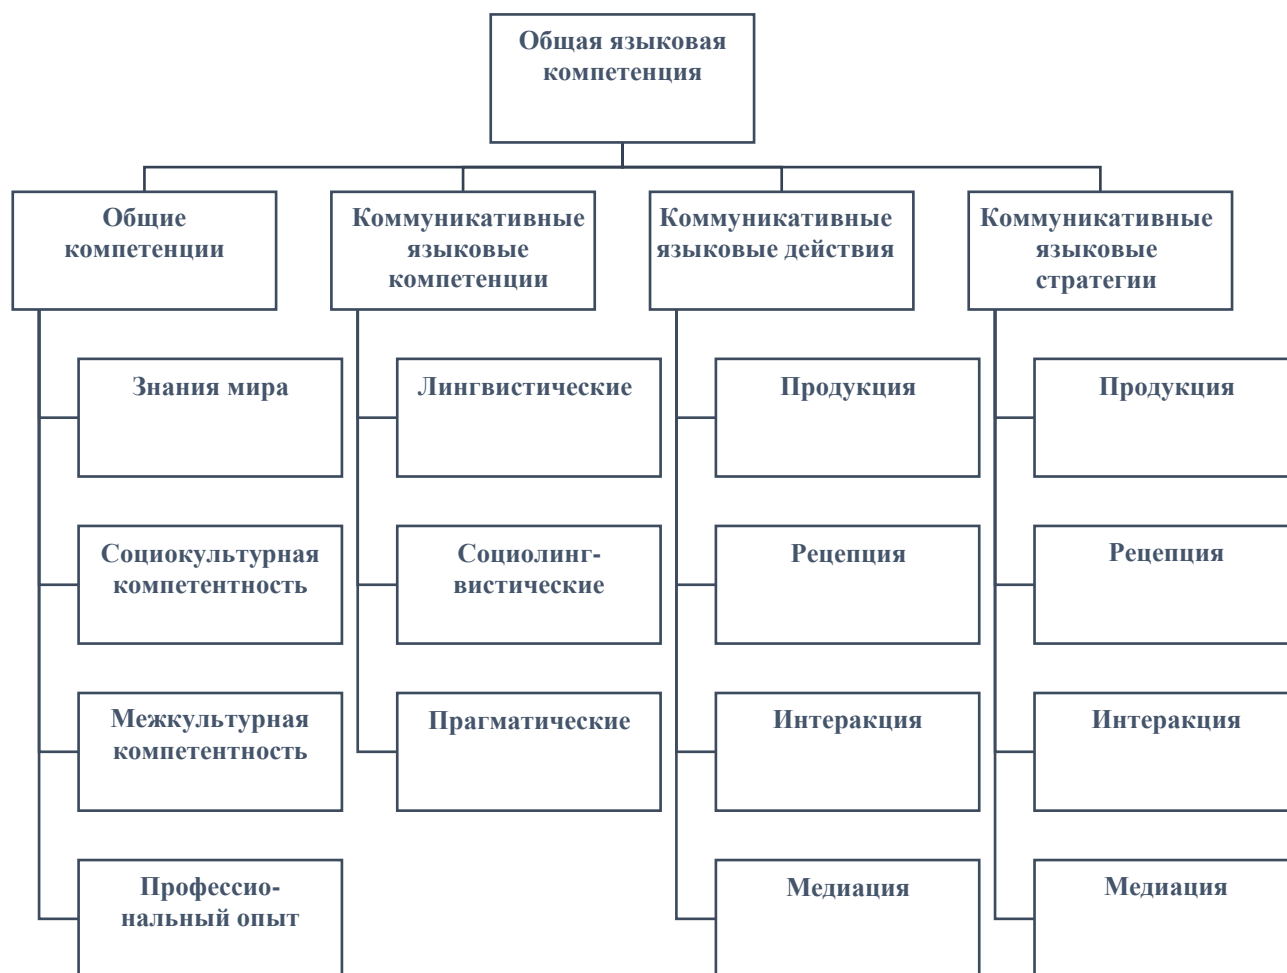 Общая языковая
компетенция
Общие
компетенции
Коммуникативные
языковые
компетенции
Коммуникативные
языковые действия
Коммуникативные
языковые
стратегии
Знания мира
Социокультурная
компетентность
Межкультурная
компетентность
Профессио-
нальный опыт
Лингвистические
Социолинг-
вистические
Прагматические
Продукция
Рецепция
Интеракция
Медиация
Продукция
Рецепция
Интеракция
Медиация